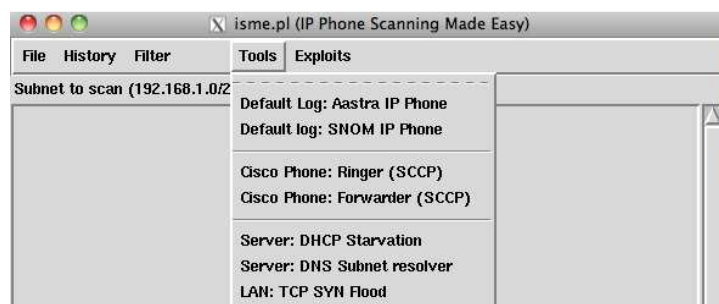 isme.pl (IP Phone Scanning Made Easy)
File History Filter Tools Exploits
Subnet to scan (192.168.1.0/2
Default Log: Aastra IP Phone
Default log: SNOM IP Phone
Cisco Phone: Ringer (SCCP)
Cisco Phone: Forwarder (SCCP)
Server: DHCP Starvation
Server: DNS Subnet resolver
LAN: TCP SYN Flood